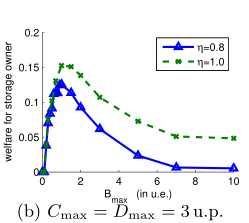 0.2
0.15
0.1
0.05
0
welfare for storage owner
η=0.8
η=1.0
0 2 4 6 8 10
B_max (in u.e.)
(b) C_max = D_max = 3 u.p.